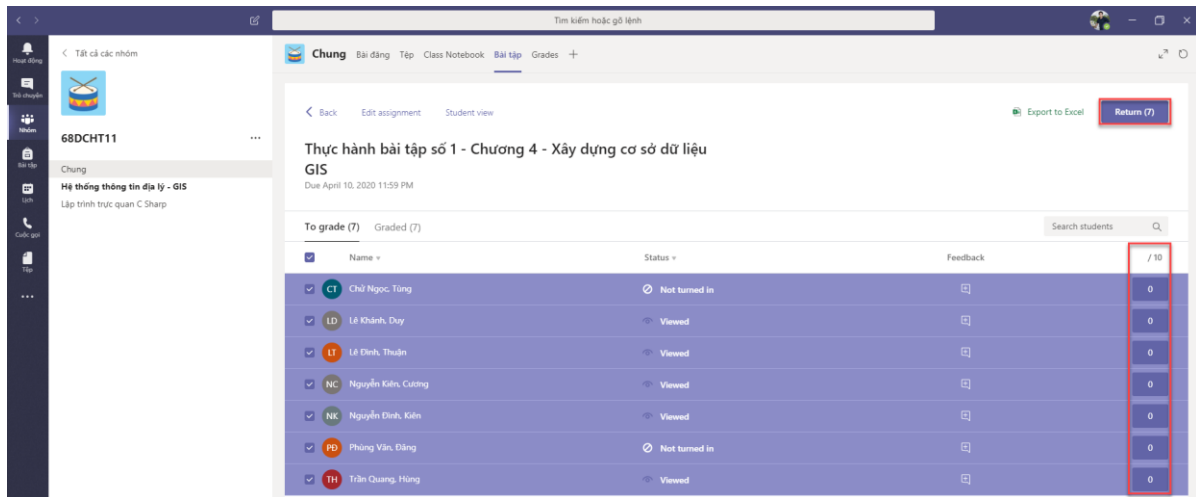 Tìm kiếm hoặc gõ lệnh
Hoạt động
Trò chuyện
Nhóm
Bài tập
Lịch
Cuộc gọi
Tệp
Tất cả các nhóm
68DCHT11
Chung
Hệ thống thông tin địa lý - GIS
Lập trình trực quan C Sharp
Chung Bài đăng Tệp Class Notebook Bài tập Grades
Back Edit assignment Student view Export to Excel Return (7)
Thực hành bài tập số 1 - Chương 4 - Xây dựng cơ sở dữ liệu
GIS
Due April 10, 2020 11:59 PM
To grade (7) Graded (7) Search students
Name Status Feedback / 10
CT Chử Ngọc, Tùng Not turned in 0
LD Lê Khánh, Duy Viewed 0
LT Lê Đình, Thuận Viewed 0
NC Nguyễn Kiên, Cương Viewed 0
NK Nguyễn Đình, Kiên Viewed 0
PĐ Phùng Văn, Đăng Not turned in 0
TH Trần Quang, Hùng Viewed 0